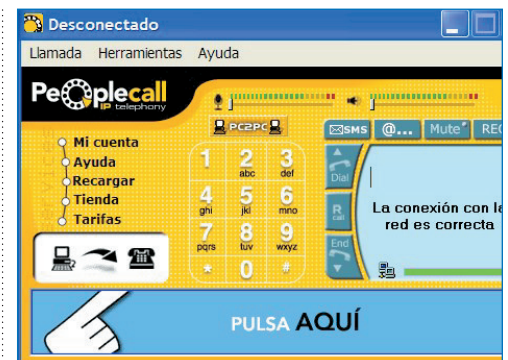 Desconectado
Llamada Herramientas Ayuda
Peoplecall
IP telephony
PC2PC
SMS @... Mute REC
services
Mi cuenta
Ayuda
Recargar
Tienda
Tarifas
1 2 abc 3 def
4 ghi 5 jkl 6 mno
7 pqrs 8 tuv 9 wxyz
* 0 #
Dial
R call
End
La conexión con la
red es correcta
PULSA AQUÍ